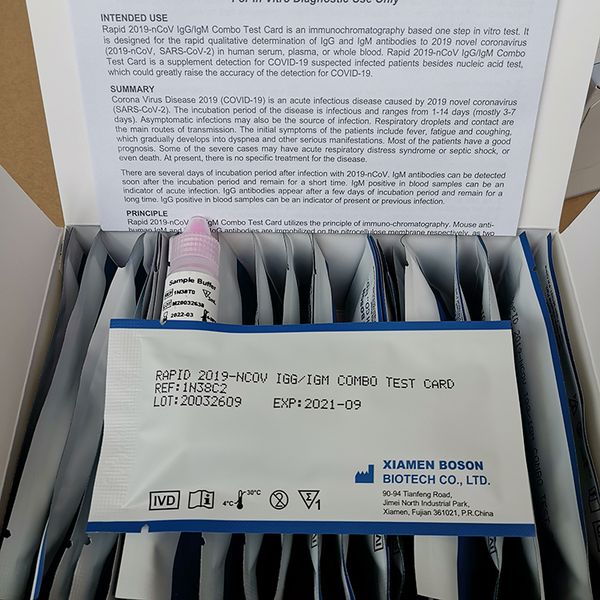 For In Vitro Diagnostic Use Only
INTENDED USE
Rapid 2019-nCoV IgG/IgM Combo Test Card is an immunochromatography based one step in vitro test. It
is designed for the rapid qualitative determination of IgG and IgM antibodies to 2019 novel coronavirus
(2019-nCoV, SARS-CoV-2) in human serum, plasma, or whole blood. Rapid 2019-nCoV IgG/IgM Combo
Test Card is a supplement detection for COVID-19 suspected infected patients besides nucleic acid test,
which could greatly raise the accuracy of the detection for COVID-19.
SUMMARY
Corona Virus Disease 2019 (COVID-19) is an acute infectious disease caused by 2019 novel coronavirus
(SARS-CoV-2). The incubation period of the disease is infectious and ranges from 1-14 days (mostly 3-7
days). Asymptomatic infections may also be the source of infection. Respiratory droplets and contact are
the main routes of transmission. The initial symptoms of the patients include fever, fatigue and coughing,
which gradually develops into dyspnea and other serious manifestations. Most of the patients have a good
prognosis. Some of the severe cases may have acute respiratory distress syndrome or septic shock, or
even death. At present, there is no specific treatment for the disease.
There are several days of incubation period after infection with 2019-nCoV. IgM antibodies can be detected
soon after the incubation period and remain for a short time. IgM positive in blood samples can be an
indicator of acute infection. IgG antibodies appear after a few days of incubation period and remain for a
long time. IgG positive in blood samples can be an indicator of present or previous infection.
PRINCIPLE
Rapid 2019-nCoV IgG/IgM Combo Test Card utilizes the principle of immuno-chromatography. Mouse anti-
human IgM and IgG antibodies are immobilized on the nitrocellulose membrane respectively, as two
Sample Buffer
REF 1N38T0
LOT M20032638
2022-03
RAPID 2019-NCOV IGG/IGM COMBO TEST CARD
REF:1N38C2
LOT:20032609 EXP:2021-09
XIAMEN BOSON
BIOTECH CO., LTD.
90-94 Tianfeng Road,
Jimei North Industrial Park,
Xiamen, Fujian 361021, P.R.China
IVD 4°C 30°C 2 1
IVD